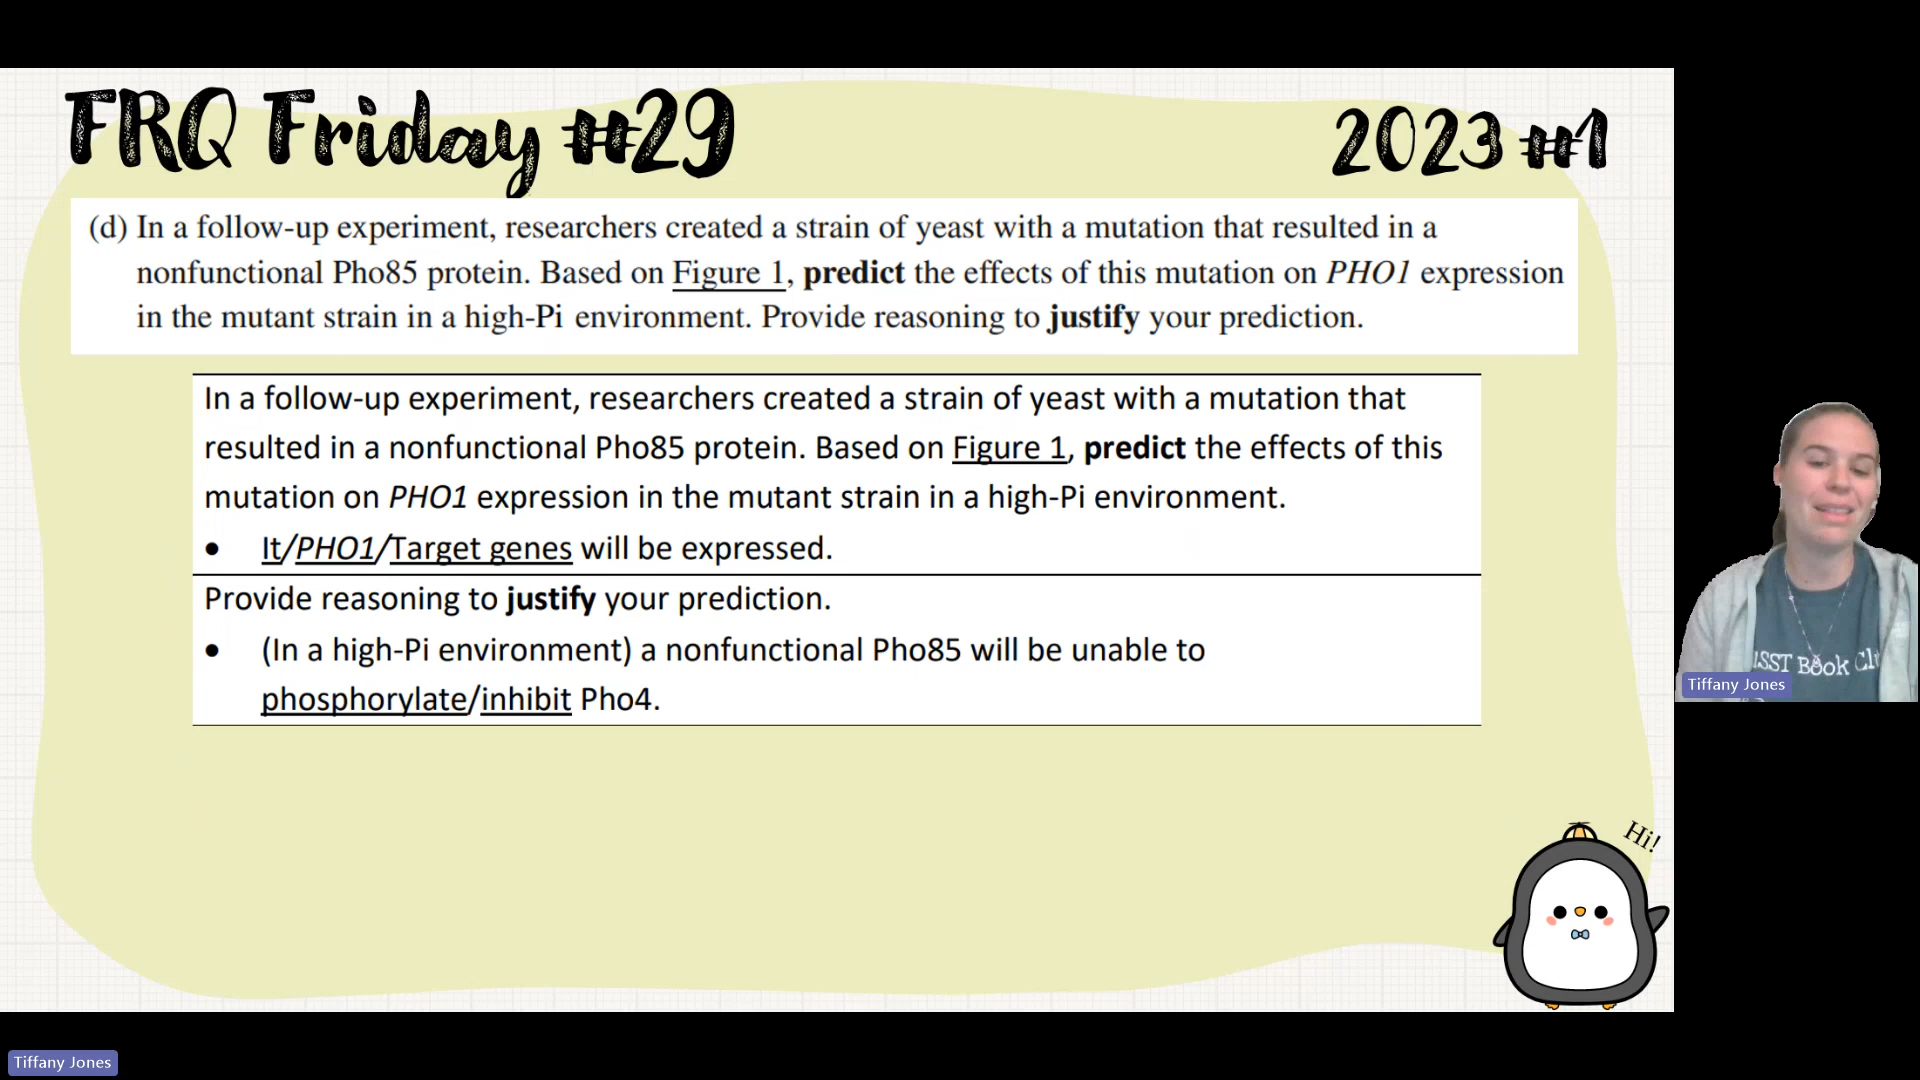 FRQ Friday #29
2023 #1
(d) In a follow-up experiment, researchers created a strain of yeast with a mutation that resulted in a
nonfunctional Pho85 protein. Based on Figure 1, predict the effects of this mutation on PHO1 expression
in the mutant strain in a high-Pi environment. Provide reasoning to justify your prediction.
In a follow-up experiment, researchers created a strain of yeast with a mutation that
resulted in a nonfunctional Pho85 protein. Based on Figure 1, predict the effects of this
mutation on PHO1 expression in the mutant strain in a high-Pi environment.
• It/PHO1/Target genes will be expressed.
Provide reasoning to justify your prediction.
• (In a high-Pi environment) a nonfunctional Pho85 will be unable to
phosphorylate/inhibit Pho4.
Hi!
SST Book Cl
Tiffany Jones
Tiffany Jones